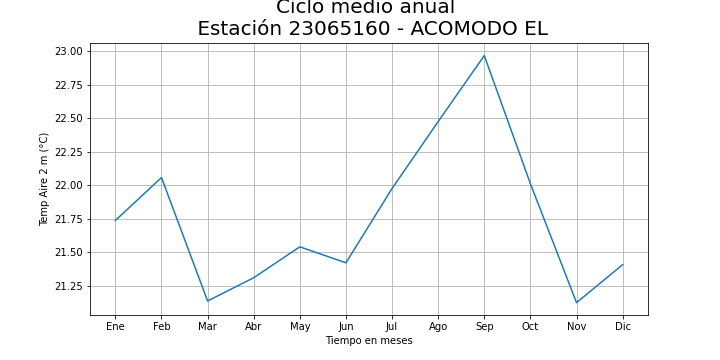 Ciclo medio anual
Estación 23065160 - ACOMODO EL
Temp Aire 2 m (°C)
23.00
22.75
22.50
22.25
22.00
21.75
21.50
21.25
Ene Feb Mar Abr May Jun Jul Ago Sep Oct Nov Dic
Tiempo en meses